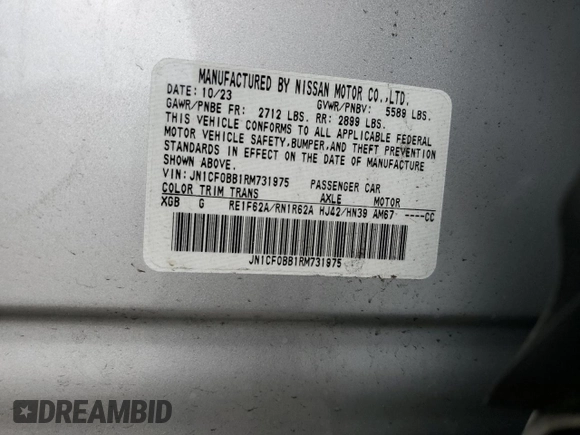 MANUFACTURED BY NISSAN MOTOR CO.,LTD.
DATE: 10/23 GVWR/PNBV: 5589 LBS.
GAWR/PNBE FR: 2712 LBS. RR: 2899 LBS.
THIS VEHICLE CONFORMS TO ALL APPLICABLE FEDERAL
MOTOR VEHICLE SAFETY,BUMPER,AND THEFT PREVENTION
STANDARDS IN EFFECT ON THE DATE OF MANUFACTURE
SHOWN ABOVE.
VIN: JN1CF0BB1RM731975 PASSENGER CAR
COLOR TRIM TRANS AXLE MOTOR
XGB G RE1F62A/RN1R62A HJ42/HN39 AM67 ----CC
JN1CF0BB1RM731975
DREAMBID